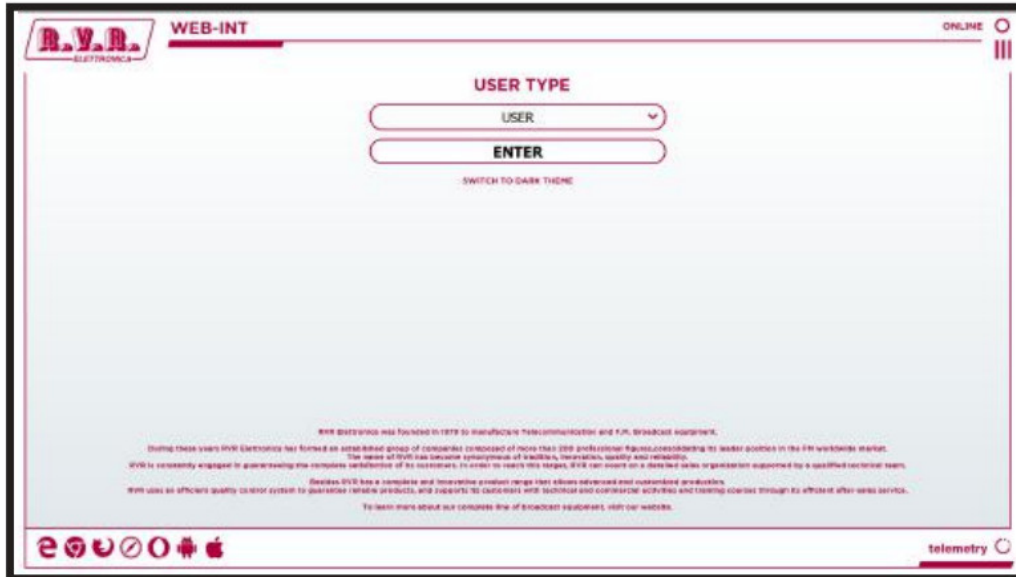 R.V.R.
ELETTRONICA
WEB-INT
ONLINE
USER TYPE
USER
ENTER
SWITCH TO DARK THEME
RVR Elettronica was founded in 1979 to manufacture Telecommunication and F.M. Broadcast equipment.
During these years RVR Elettronica has formed an established group of companies composed of more than 200 professional figures,consolidating its leader position in the FM worldwide market.
The name of RVR has become synonymous of tradition, innovation, quality and reliability.
RVR is constantly engaged in guaranteeing the complete satisfaction of its customers. In order to reach this target, RVR can count on a detailed sales organization supported by a qualified technical team.
Besides RVR has a complete and innovative product range that allows advanced and customized production.
RVR uses an efficient quality control system to guarantee reliable products, and supports its customers with technical and commercial activities and training courses through its efficient after-sales service.
To learn more about our complete line of broadcast equipment, visit our website.
telemetry